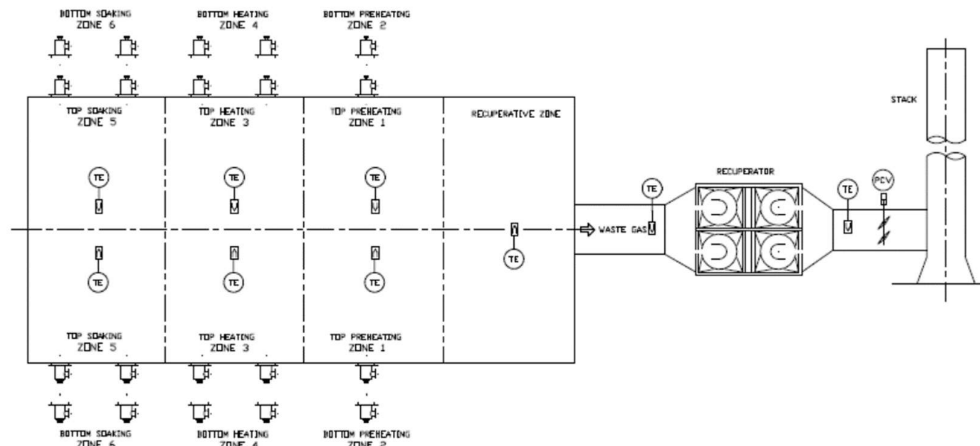 BOTTOM SOAKING
ZONE 6
BOTTOM HEATING
ZONE 4
BOTTOM PREHEATING
ZONE 2
TOP SOAKING
ZONE 5
TOP HEATING
ZONE 3
TOP PREHEATING
ZONE 1
RECUPERATIVE ZONE
STACK
RECUPERATOR
TE
TE
TE
TE
TE
PCV
WASTE GAS
TE
TE
TE
TE
TOP SOAKING
ZONE 5
TOP HEATING
ZONE 3
TOP PREHEATING
ZONE 1
BOTTOM SOAKING
ZONE 6
BOTTOM HEATING
ZONE 4
BOTTOM PREHEATING
ZONE 2